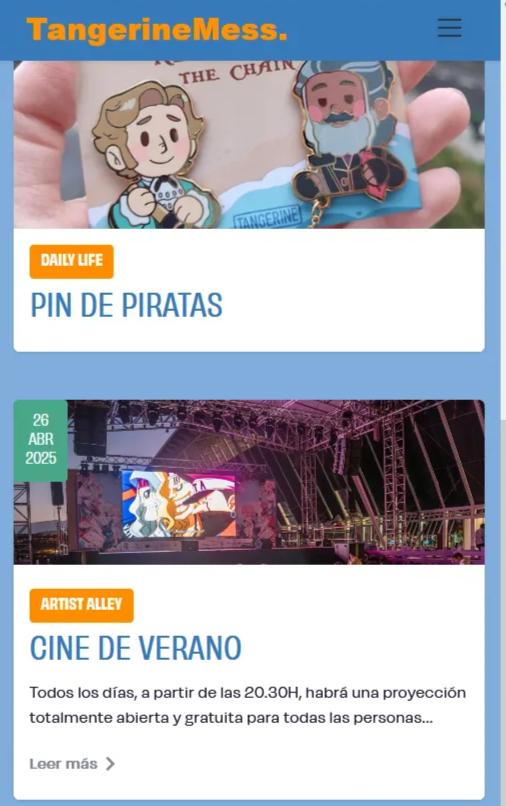 TangerineMess.
THE CHAIN
TANGERINE
DAILY LIFE
PIN DE PIRATAS
26
ABR
2025
ARTIST ALLEY
CINE DE VERANO
Todos los días, a partir de las 20.30H, habrá una proyección
totalmente abierta y gratuita para todas las personas...
Leer más